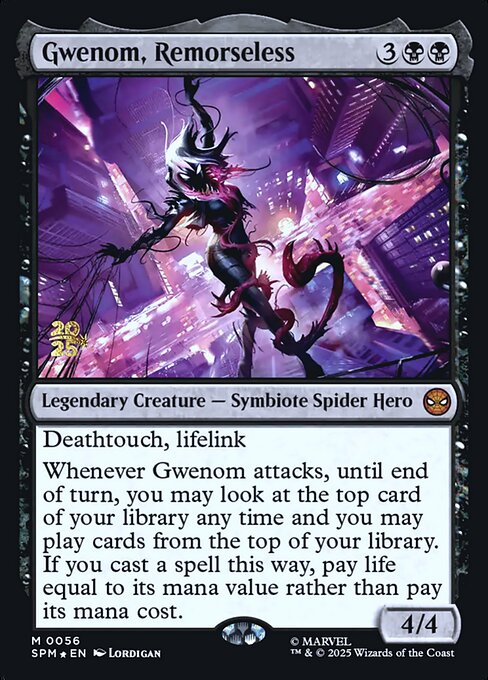 Gwenom, Remorseless 3
2025
Legendary Creature — Symbiote Spider Hero
Deathtouch, lifelink
Whenever Gwenom attacks, until end
of turn, you may look at the top card
of your library any time and you may
play cards from the top of your library.
If you cast a spell this way, pay life
equal to its mana value rather than pay
its mana cost.
4/4
M 0056
SPM ★ EN Lordigan
© MARVEL
™ & © 2025 Wizards of the Coast